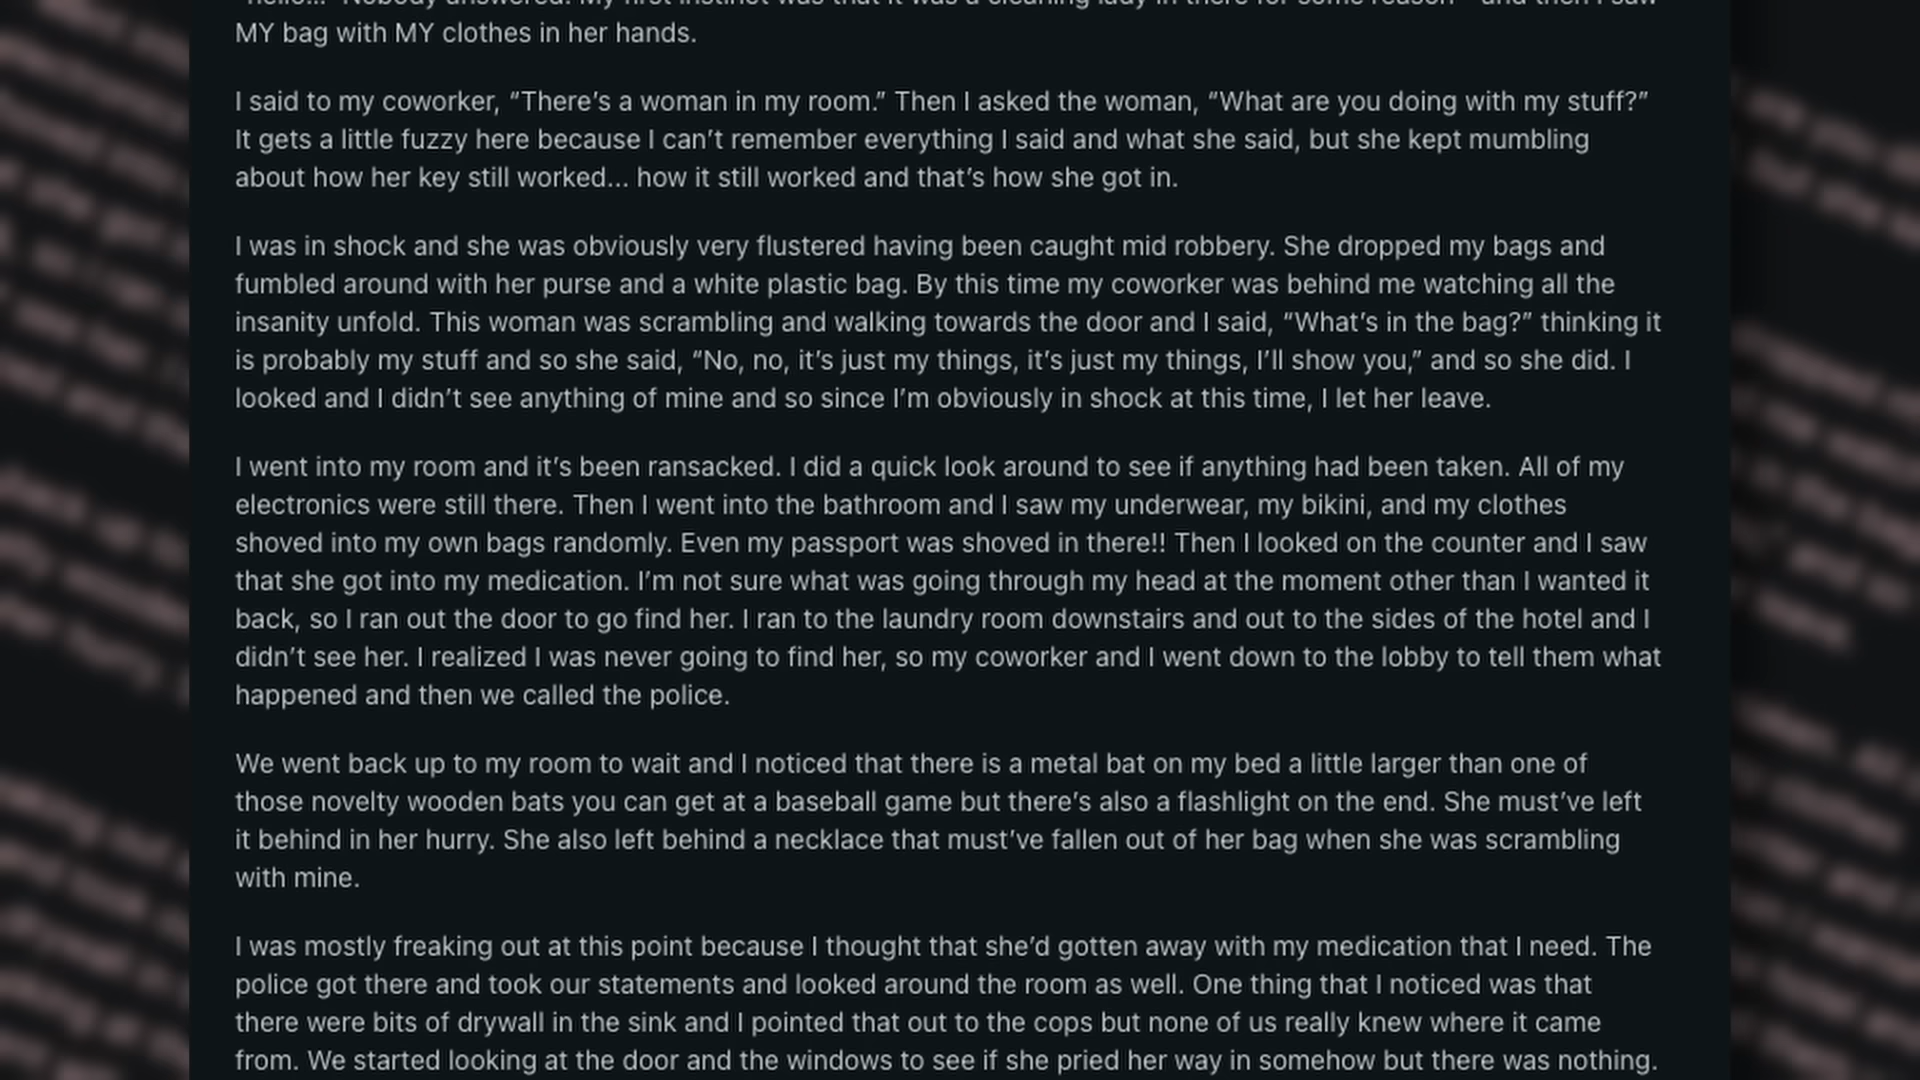 MY bag with MY clothes in her hands.
I said to my coworker, “There’s a woman in my room.” Then I asked the woman, “What are you doing with my stuff?”
It gets a little fuzzy here because I can’t remember everything I said and what she said, but she kept mumbling
about how her key still worked… how it still worked and that’s how she got in.
I was in shock and she was obviously very flustered having been caught mid robbery. She dropped my bags and
fumbled around with her purse and a white plastic bag. By this time my coworker was behind me watching all the
insanity unfold. This woman was scrambling and walking towards the door and I said, “What’s in the bag?” thinking it
is probably my stuff and so she said, “No, no, it’s just my things, it’s just my things, I’ll show you,” and so she did. I
looked and I didn’t see anything of mine and so since I’m obviously in shock at this time, I let her leave.
I went into my room and it’s been ransacked. I did a quick look around to see if anything had been taken. All of my
electronics were still there. Then I went into the bathroom and I saw my underwear, my bikini, and my clothes
shoved into my own bags randomly. Even my passport was shoved in there!! Then I looked on the counter and I saw
that she got into my medication. I’m not sure what was going through my head at the moment other than I wanted it
back, so I ran out the door to go find her. I ran to the laundry room downstairs and out to the sides of the hotel and I
didn’t see her. I realized I was never going to find her, so my coworker and I went down to the lobby to tell them what
happened and then we called the police.
We went back up to my room to wait and I noticed that there is a metal bat on my bed a little larger than one of
those novelty wooden bats you can get at a baseball game but there’s also a flashlight on the end. She must’ve left
it behind in her hurry. She also left behind a necklace that must’ve fallen out of her bag when she was scrambling
with mine.
I was mostly freaking out at this point because I thought that she’d gotten away with my medication that I need. The
police got there and took our statements and looked around the room as well. One thing that I noticed was that
there were bits of drywall in the sink and I pointed that out to the cops but none of us really knew where it came
from. We started looking at the door and the windows to see if she pried her way in somehow but there was nothing.